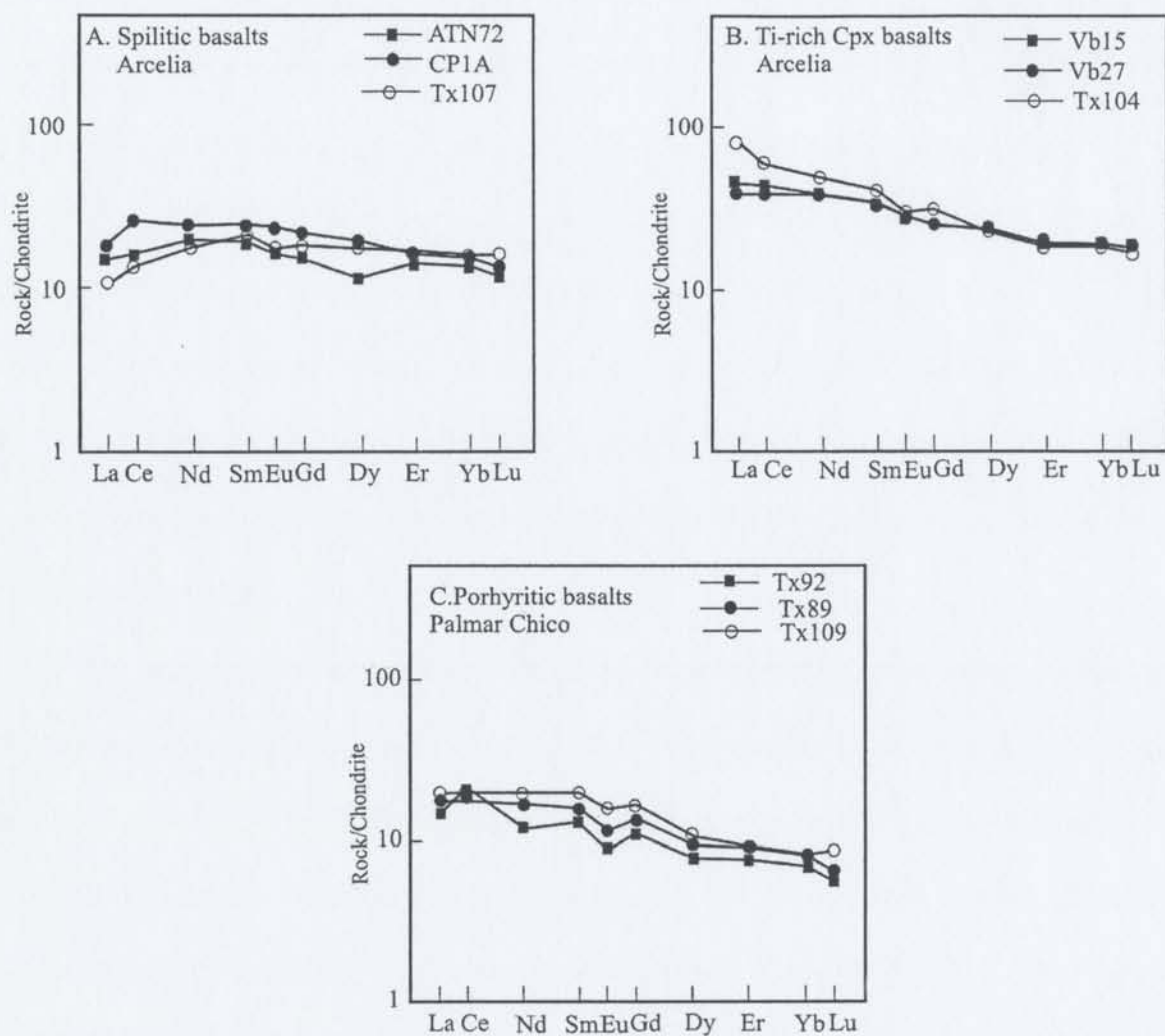 A. Spilitic basalts
Arcelia
ATN72
CP1A
Tx107
100
10
1
Rock/Chondrite
La Ce Nd Sm Eu Gd Dy Er Yb Lu
B. Ti-rich Cpx basalts
Arcelia
Vb15
Vb27
Tx104
100
10
1
Rock/Chondrite
La Ce Nd Sm Eu Gd Dy Er Yb Lu
C.Porhyritic basalts
Palmar Chico
Tx92
Tx89
Tx109
100
10
1
Rock/Chondrite
La Ce Nd Sm Eu Gd Dy Er Yb Lu